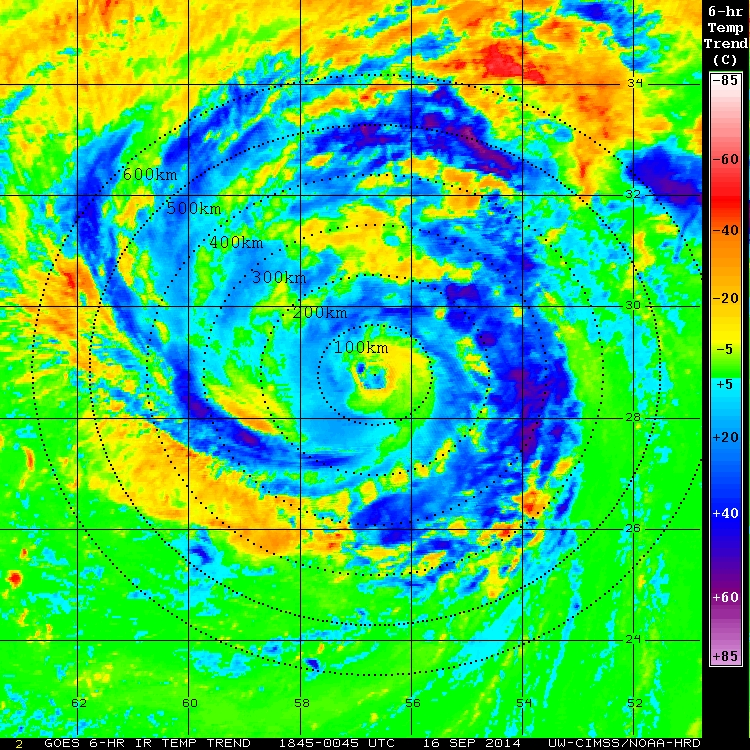 6-hr
Temp
Trend
(C)
-85
-60
-40
-20
-5
+5
+20
+40
+60
+85
34
32
30
28
26
24
600km
500km
400km
300km
200km
100km
62 60 58 56 54 52
2 GOES 6-HR IR TEMP TREND 1845-0045 UTC 16 SEP 2014 UW-CIMSS/NOAA-HRD